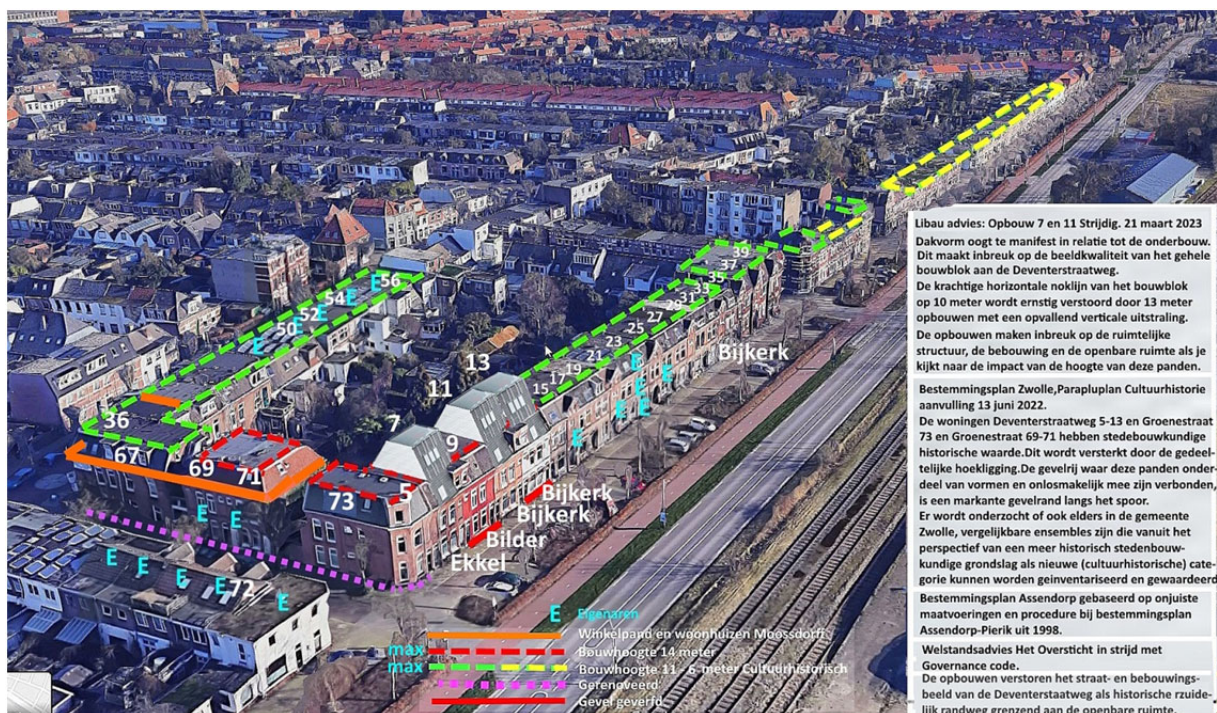 56
54
52
50
36
67
69
71
73
5
7
9
11
13
15
17
19
21
23
25
27
31
33
35
37
39
E
E
E
E
E
E
E
E
E
E
E
72
E
E
E
E
E
E
E
Bijkerk
Bijkerk
Bijkerk
Bilder
Ekkel
E Eigenaren
Winkelpand en woonhuizen Moossdorff
max Bouwhoogte 14 meter
max Bouwhoogte 11 - 6 meter Cultuurhistorisch
Gerenoveerd
Gevel geverfd
Libau advies: Opbouw 7 en 11 Strijdig. 21 maart 2023
Dakvorm oogt te manifest in relatie tot de onderbouw.
Dit maakt inbreuk op de beeldkwaliteit van het gehele
bouwblok aan de Deventerstraatweg.
De krachtige horizontale noklijn van het bouwblok
op 10 meter wordt ernstig verstoord door 13 meter
opbouwen met een opvallend verticale uitstraling.
De opbouwen maken inbreuk op de ruimtelijke
structuur, de bebouwing en de openbare ruimte als je
kijkt naar de impact van de hoogte van deze panden.
Bestemmingsplan Zwolle,Parapluplan Cultuurhistorie
aanvulling 13 juni 2022.
De woningen Deventerstraatweg 5-13 en Groenestraat
73 en Groenestraat 69-71 hebben stedebouwkundige
historische waarde.Dit wordt versterkt door de gedeel-
telijke hoekligging.De gevelrij waar deze panden onder-
deel van vormen en onlosmakelijk mee zijn verbonden,
is een markante gevelrand langs het spoor.
Er wordt onderzocht of ook elders in de gemeente
Zwolle, vergelijkbare ensembles zijn die vanuit het
perspectief van een meer historisch stedenbouw-
kundige grondslag als nieuwe (cultuurhistorische) cate-
gorie kunnen worden geinventariseerd en gewaardeerd
Bestemmingsplan Assendorp gebaseerd op onjuiste
maatvoeringen en procedure bij bestemmingsplan
Assendorp-Pierik uit 1998.
Welstandsadvies Het Oversticht in strijd met
Governance code.
De opbouwen verstoren het straat- en bebouwings-
beeld van de Deventerstaatweg als historische rzuide-
lijk randweg grenzend aan de openbare ruimte.